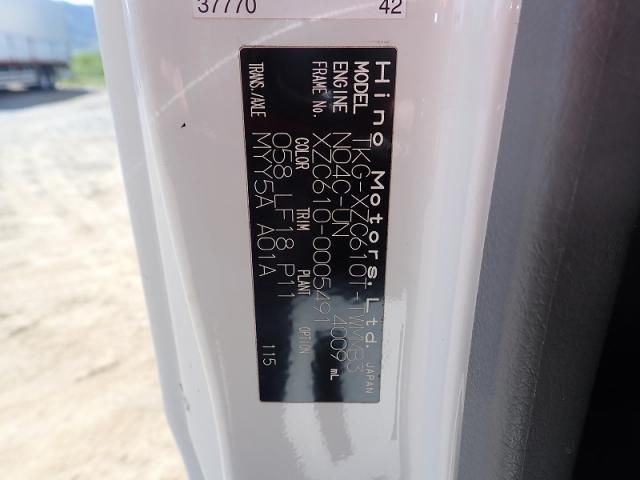 37770 42
Hino Motors, Ltd. JAPAN
MODEL TKG-XZC610T-TWMNB3
ENGINE N04C-UN 4009 mL
FRAME No. XZC610-0005491
COLOR TRIM PLANT OPTION
058 LF18 P11
TRANS./AXLE MYY5A A01A
115